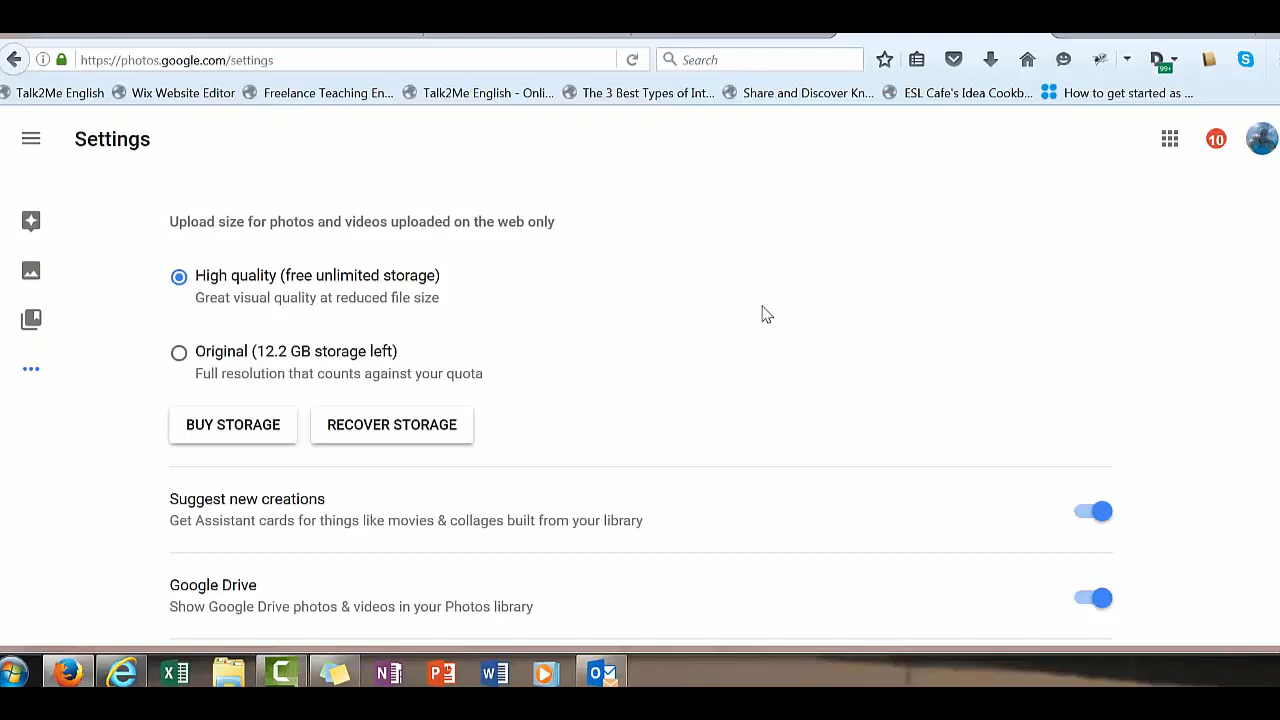 https://photos.google.com/settings
Search
99+
Talk2Me English
Wix Website Editor
Freelance Teaching En...
Talk2Me English - Onli...
The 3 Best Types of Int...
Share and Discover Kn...
ESL Cafe's Idea Cookb...
How to get started as ...
Settings
10
Upload size for photos and videos uploaded on the web only
High quality (free unlimited storage)
Great visual quality at reduced file size
Original (12.2 GB storage left)
Full resolution that counts against your quota
BUY STORAGE
RECOVER STORAGE
Suggest new creations
Get Assistant cards for things like movies & collages built from your library
Google Drive
Show Google Drive photos & videos in your Photos library